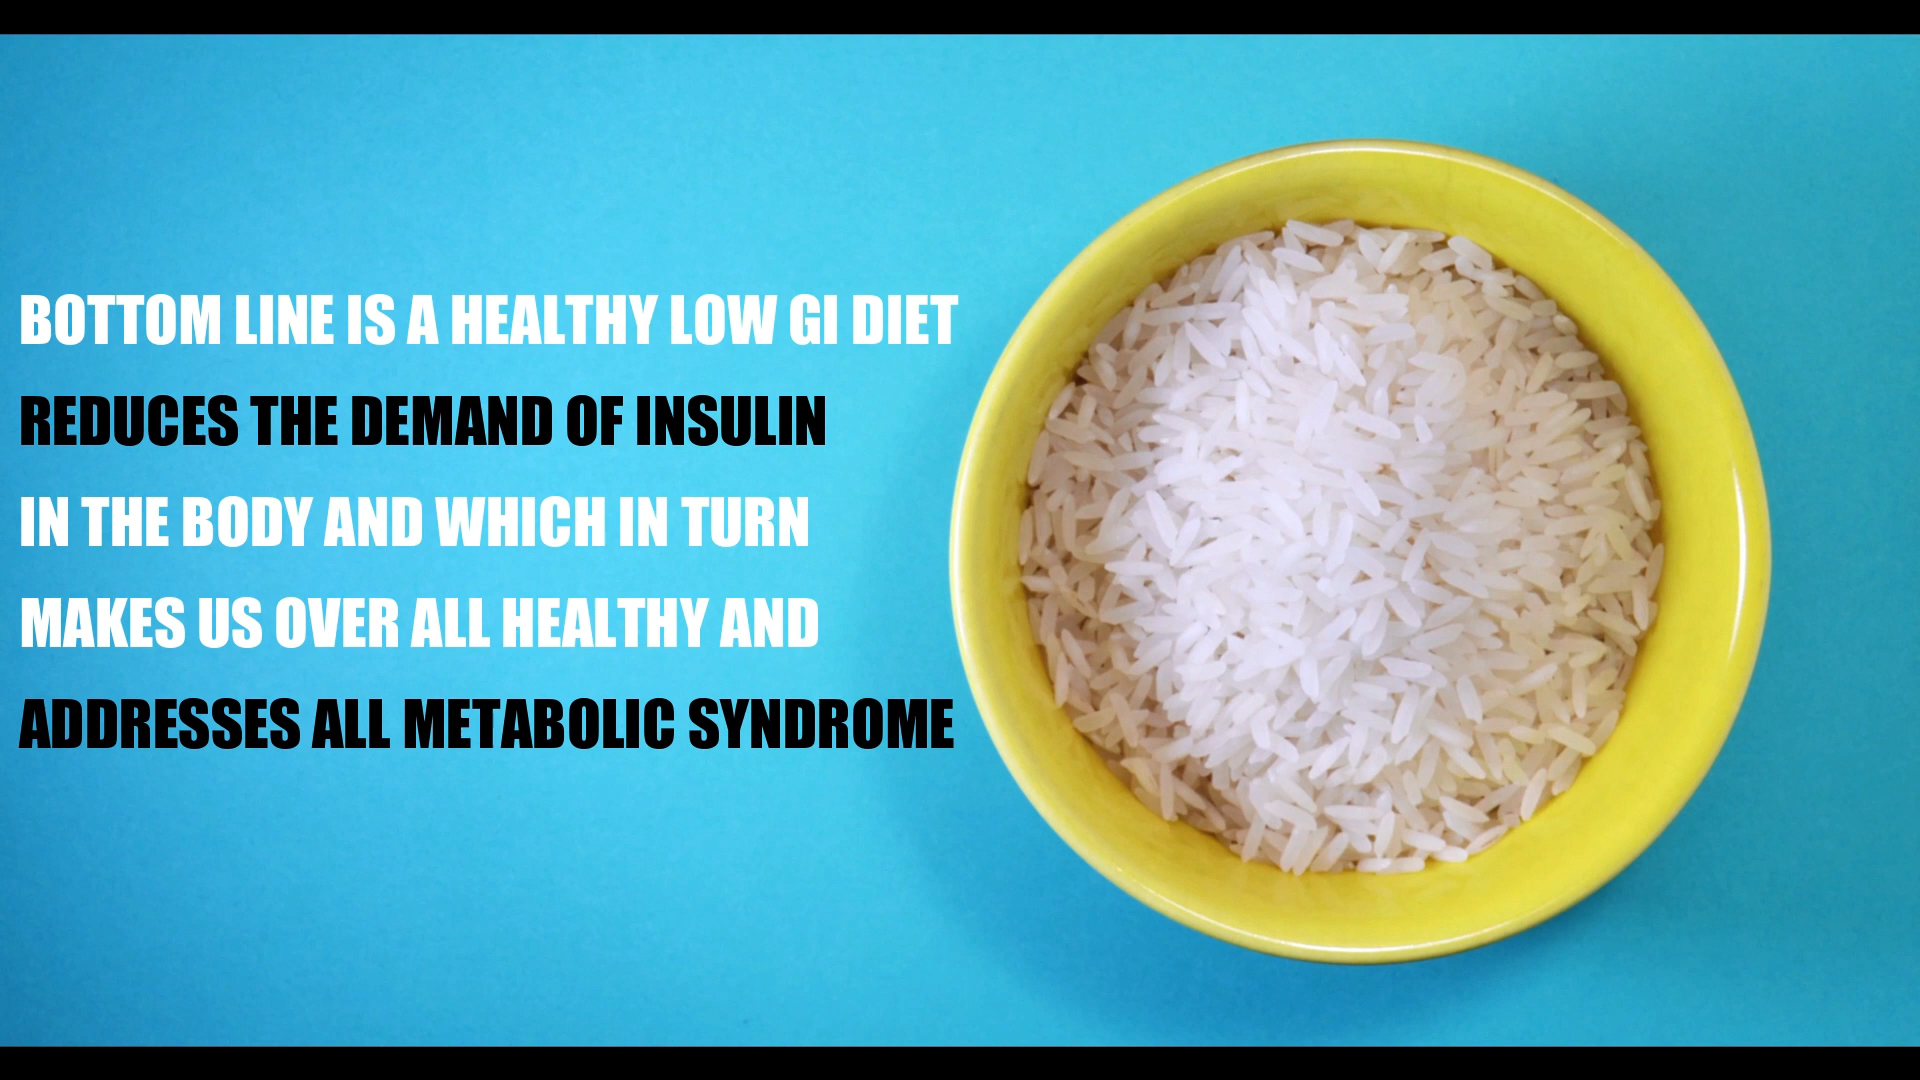 BOTTOM LINE IS A HEALTHY LOW GI DIET
REDUCES THE DEMAND OF INSULIN
IN THE BODY AND WHICH IN TURN
MAKES US OVER ALL HEALTHY AND
ADDRESSES ALL METABOLIC SYNDROME